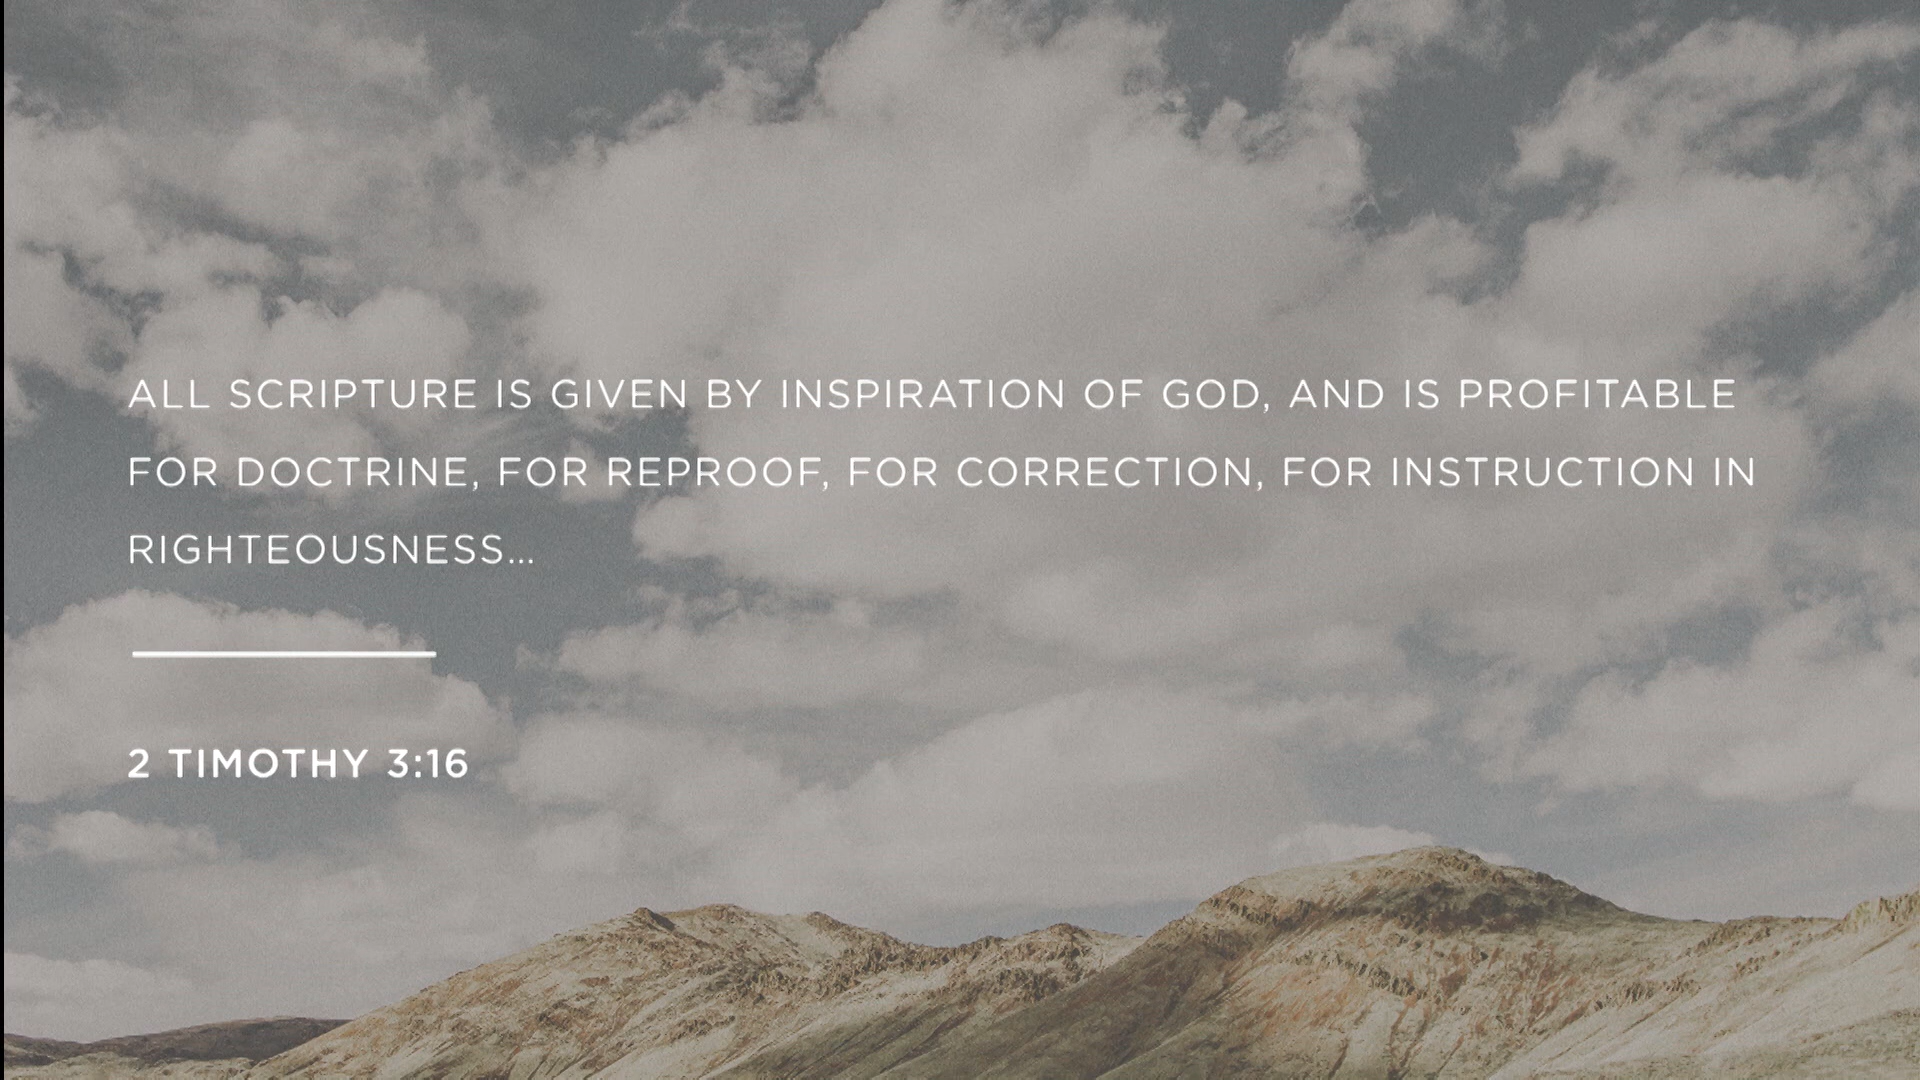 ALL SCRIPTURE IS GIVEN BY INSPIRATION OF GOD, AND IS PROFITABLE
FOR DOCTRINE, FOR REPROOF, FOR CORRECTION, FOR INSTRUCTION IN
RIGHTEOUSNESS...
2 TIMOTHY 3:16